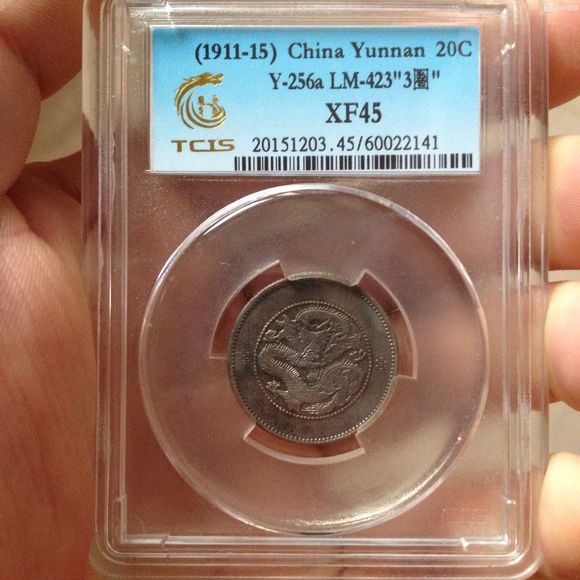 (1911-15) China Yunnan 20C
Y-256a LM-423"3圈"
XF45
TCIS
20151203.45/60022141